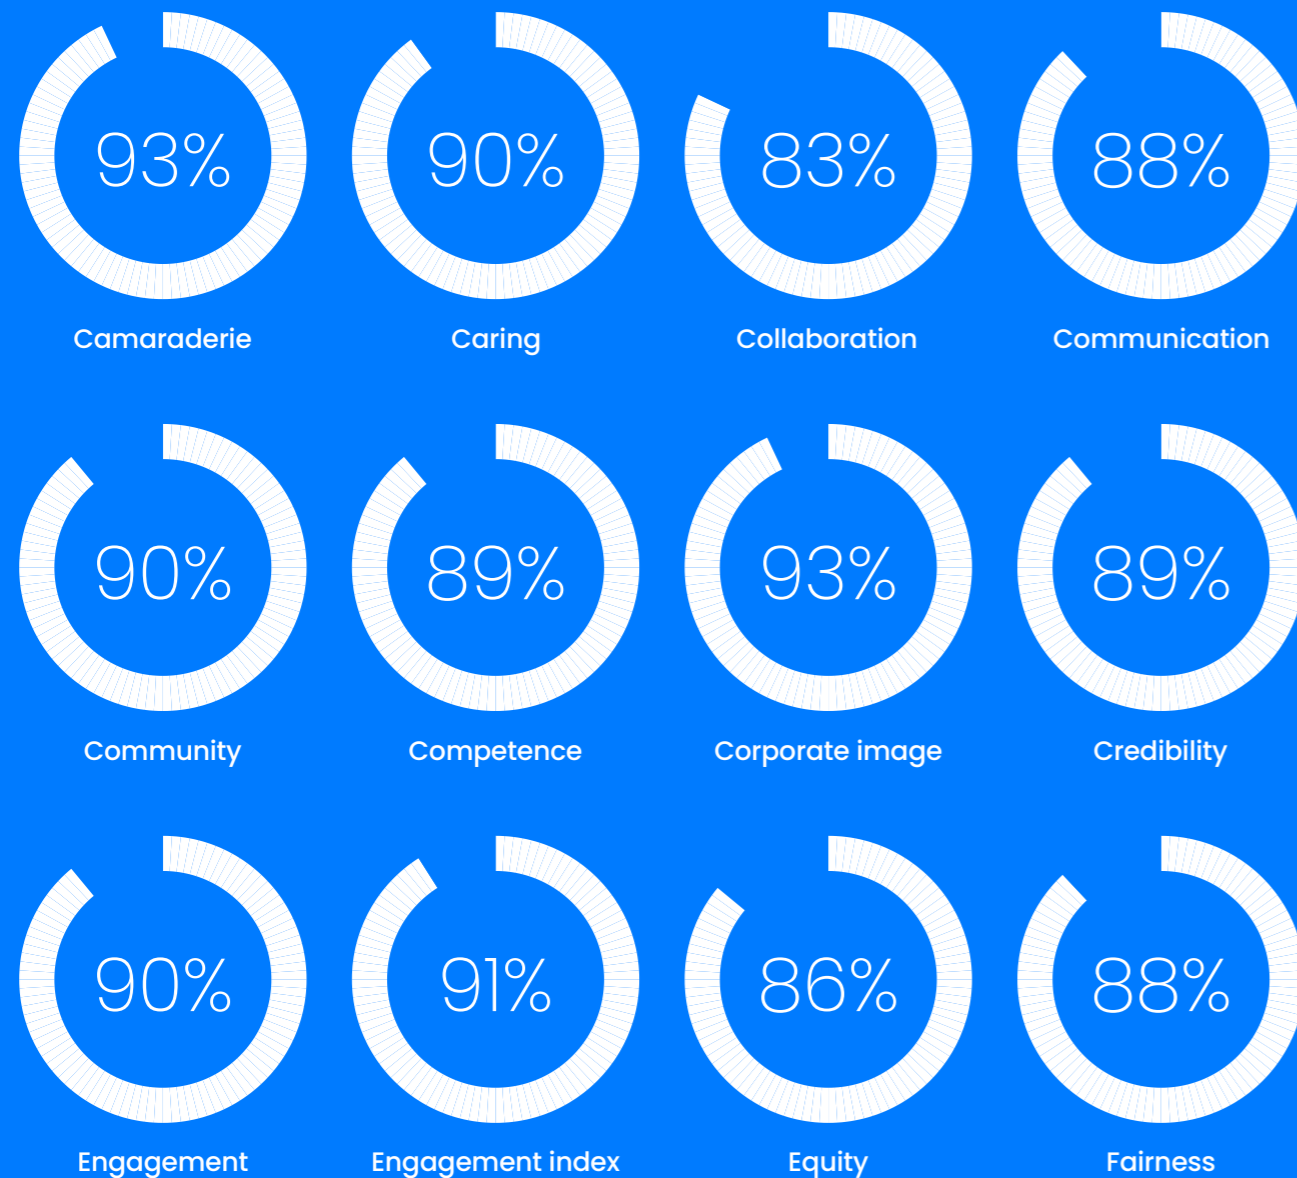 93%
90%
83%
88%
Camaraderie
Caring
Collaboration
Communication
90%
89%
93%
89%
Community
Competence
Corporate image
Credibility
90%
91%
86%
88%
Engagement
Engagement index
Equity
Fairness